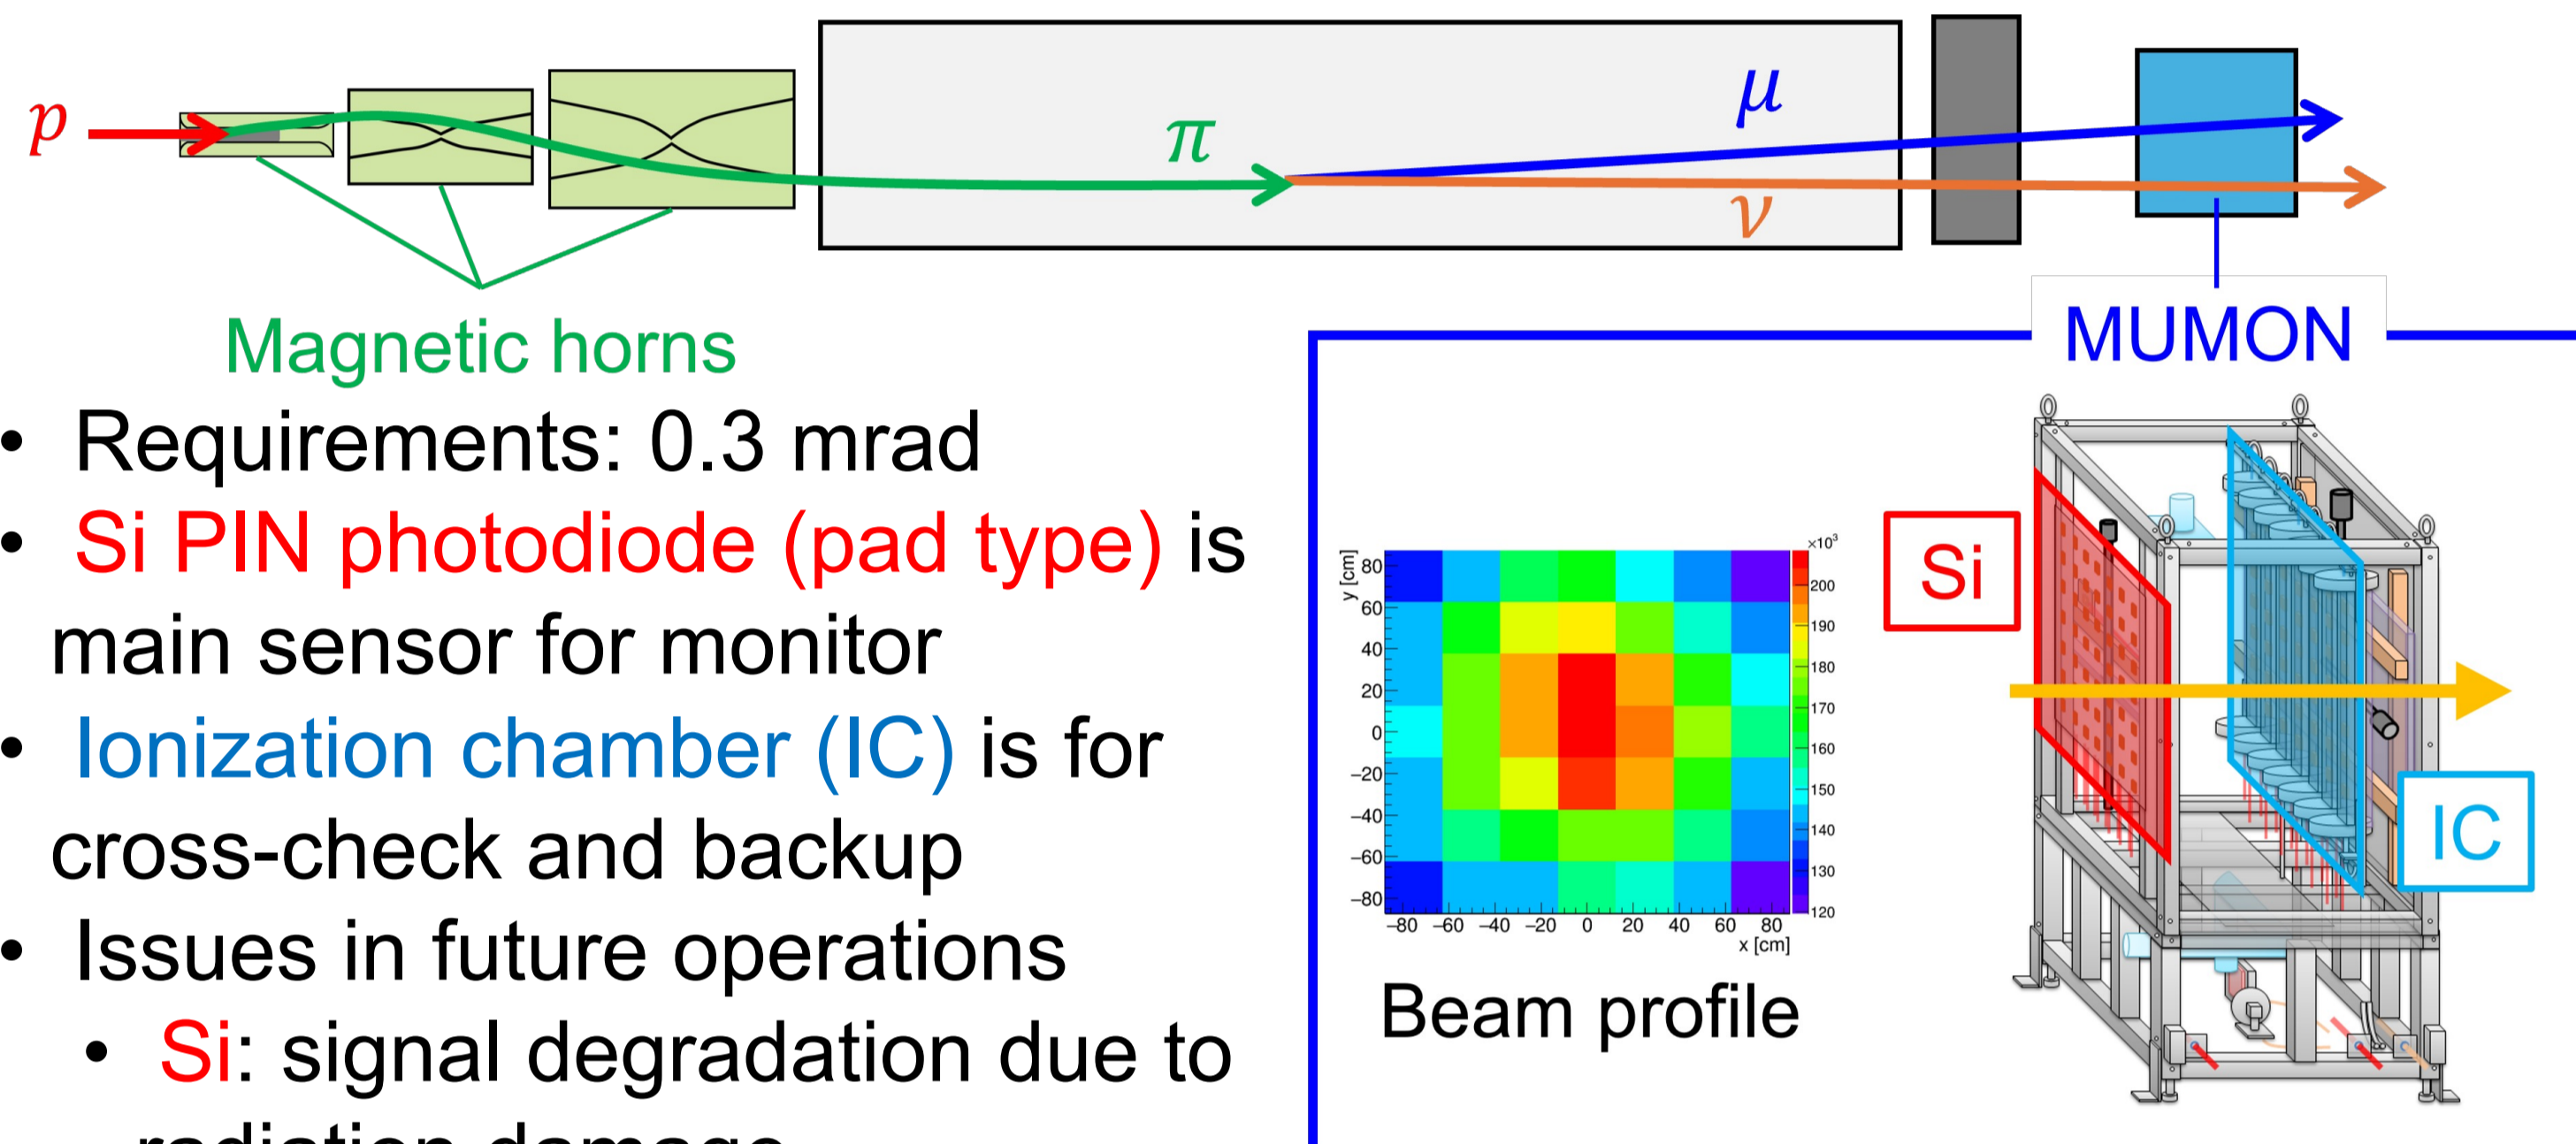 p
π
μ
ν
Magnetic horns
MUMON
• Requirements: 0.3 mrad
• Si PIN photodiode (pad type) is
main sensor for monitor
• Ionization chamber (IC) is for
cross-check and backup
• Issues in future operations
• Si: signal degradation due to
radiation damage
y [cm]
80
60
40
20
0
−20
−40
−60
−80
−80 −60 −40 −20 0 20 40 60 80
x [cm]
×10³
200
190
180
170
160
150
140
130
120
Beam profile
Si
IC